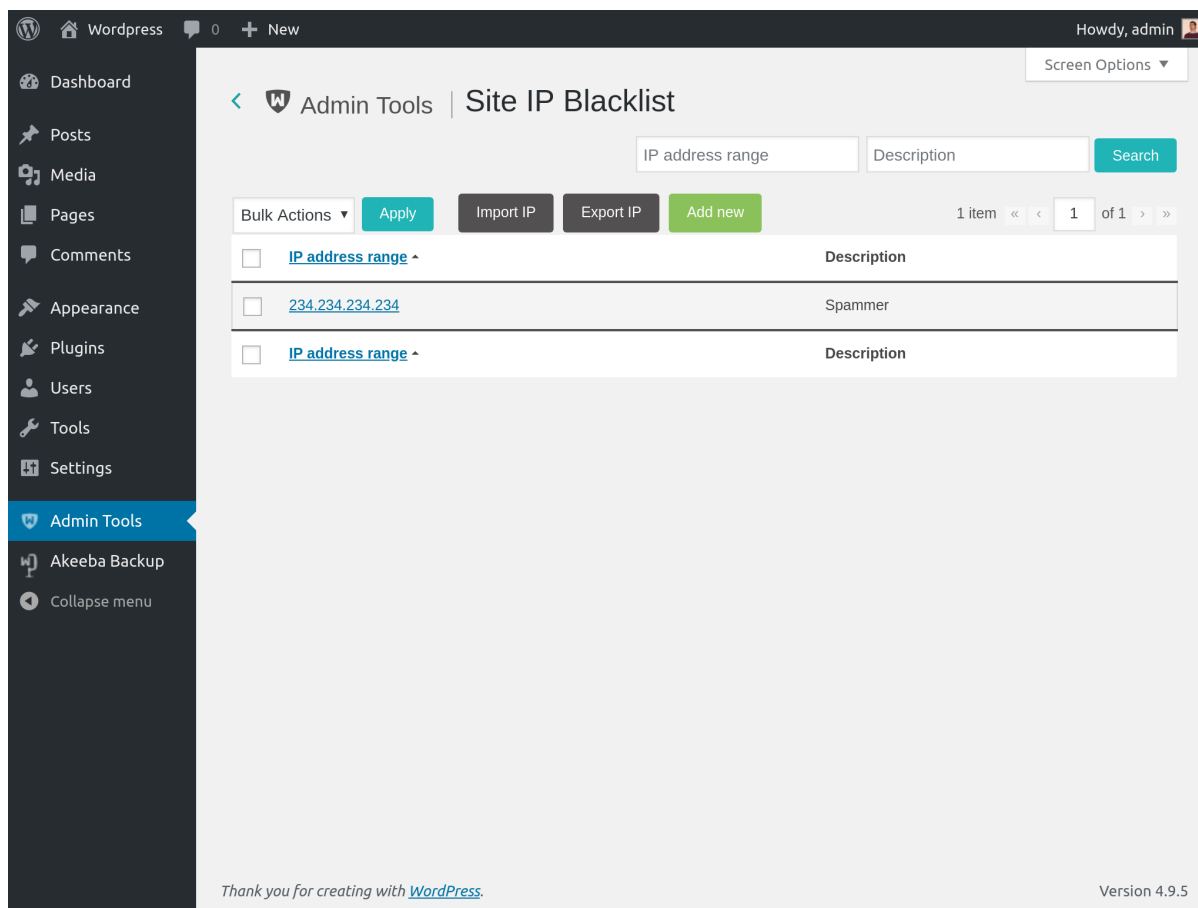 Wordpress 0 New Howdy, admin
Screen Options ▼
Dashboard
Posts
Media
Pages
Comments
Appearance
Plugins
Users
Tools
Settings
Admin Tools
Akeeba Backup
Collapse menu
Admin Tools | Site IP Blacklist
IP address range Description Search
Bulk Actions ▼ Apply Import IP Export IP Add new 1 item « ‹ 1 of 1 › »
IP address range Description
234.234.234.234 Spammer
IP address range Description
Thank you for creating with WordPress. Version 4.9.5